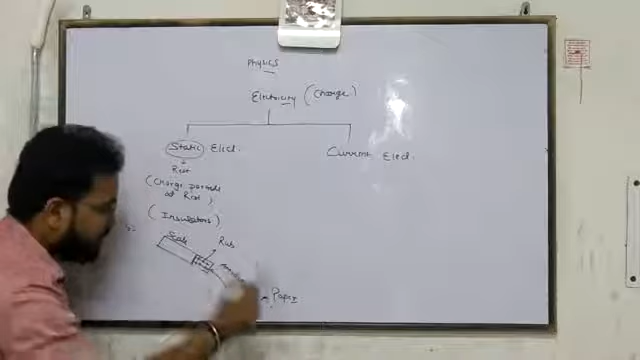 Physics
Electricity (Charge)
Static Elect.
Current Elect.
Rest
(Charge particle
at Rest)
(Insulators)
Scale
Rub
Paper